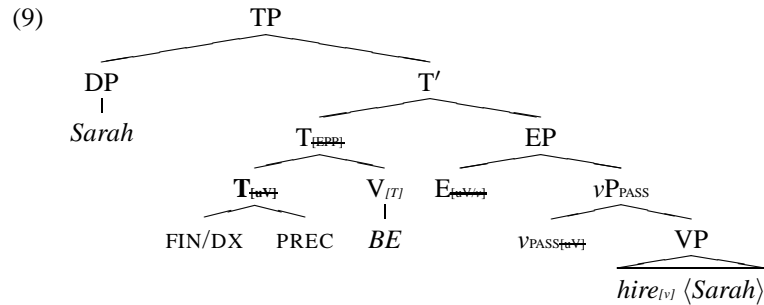 (9) TP
DP T′
Sarah T[EPP] EP
T[uV] V[T] E[uV/v] vPPASS
FIN/DX PREC BE vPASS[uV] VP
hire[v] ⟨Sarah⟩